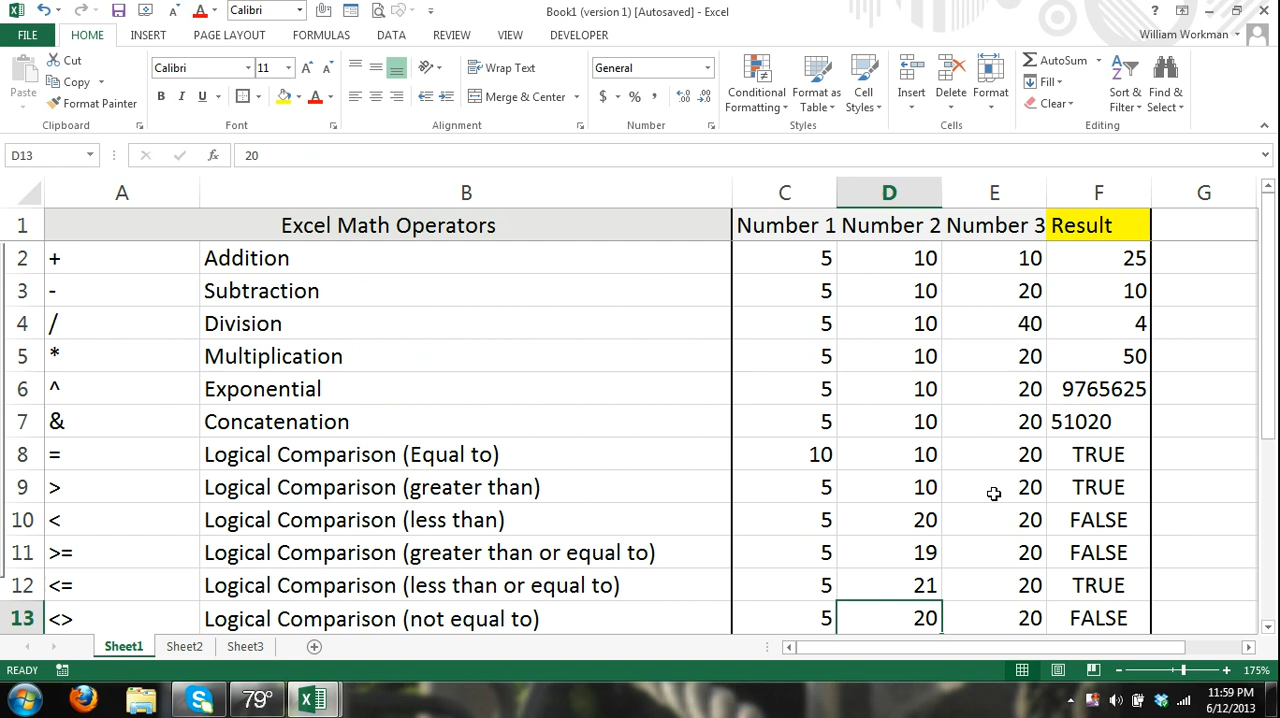 Calibri
Book1 (version 1) [Autosaved] - Excel
?
FILE HOME INSERT PAGE LAYOUT FORMULAS DATA REVIEW VIEW DEVELOPER William Workman
Paste
Cut
Copy
Format Painter
Clipboard
Calibri 11
B I U
Font
Wrap Text
Merge & Center
Alignment
General
$ % ,
Number
Conditional Formatting
Format as Table
Cell Styles
Styles
Insert Delete Format
Cells
AutoSum
Fill
Clear
Sort & Filter
Find & Select
Editing
D13 fx 20
A B C D E F G
1 Excel Math Operators Number 1 Number 2 Number 3 Result
2 + Addition 5 10 10 25
3 - Subtraction 5 10 20 10
4 / Division 5 10 40 4
5 * Multiplication 5 10 20 50
6 ^ Exponential 5 10 20 9765625
7 & Concatenation 5 10 20 51020
8 = Logical Comparison (Equal to) 10 10 20 TRUE
9 > Logical Comparison (greater than) 5 10 20 TRUE
10 < Logical Comparison (less than) 5 20 20 FALSE
11 >= Logical Comparison (greater than or equal to) 5 19 20 FALSE
12 <= Logical Comparison (less than or equal to) 5 21 20 TRUE
13 <> Logical Comparison (not equal to) 5 20 20 FALSE
Sheet1 Sheet2 Sheet3
READY 175%
79° 11:59 PM
6/12/2013